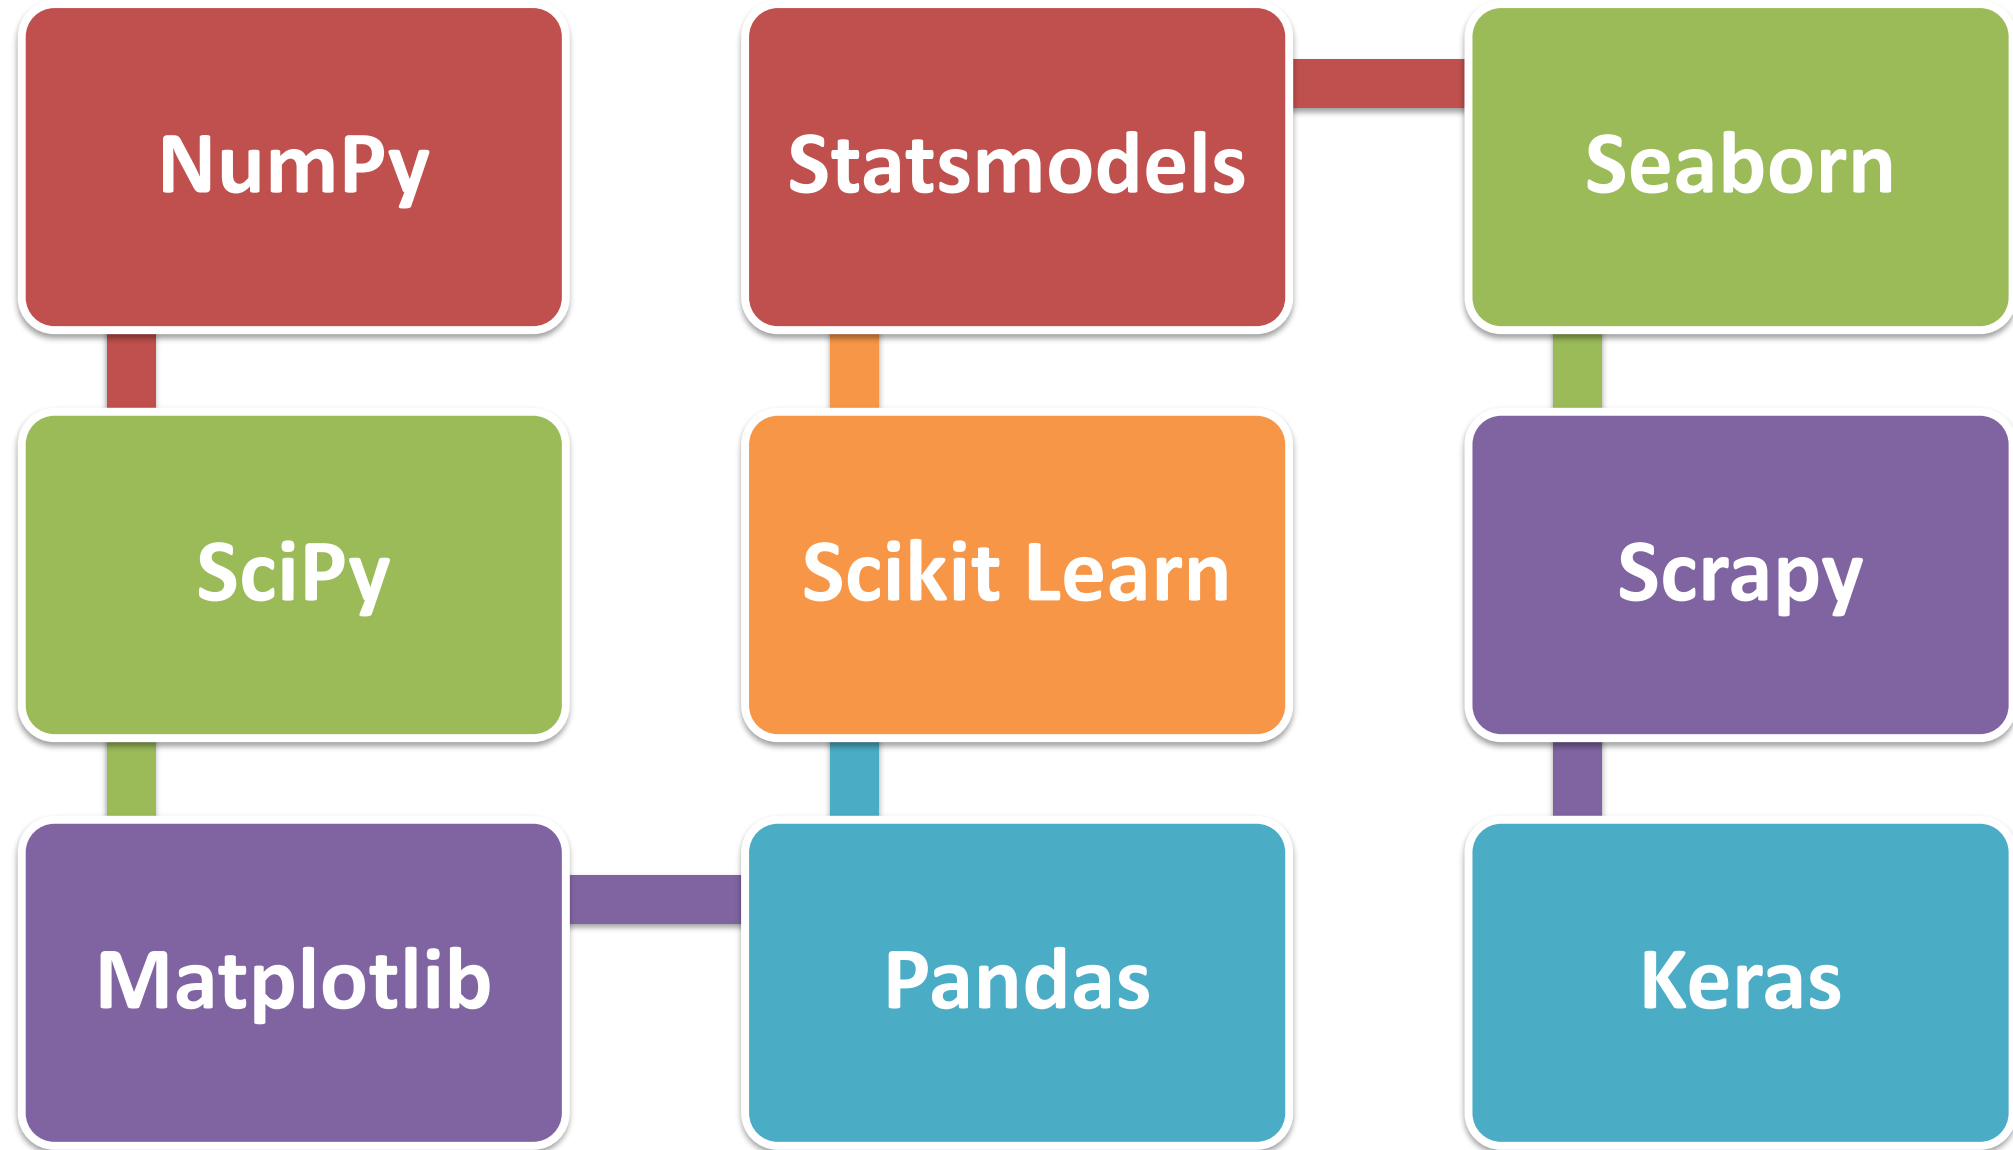 NumPy
SciPy
Matplotlib
Pandas
Scikit Learn
Statsmodels
Seaborn
Scrapy
Keras